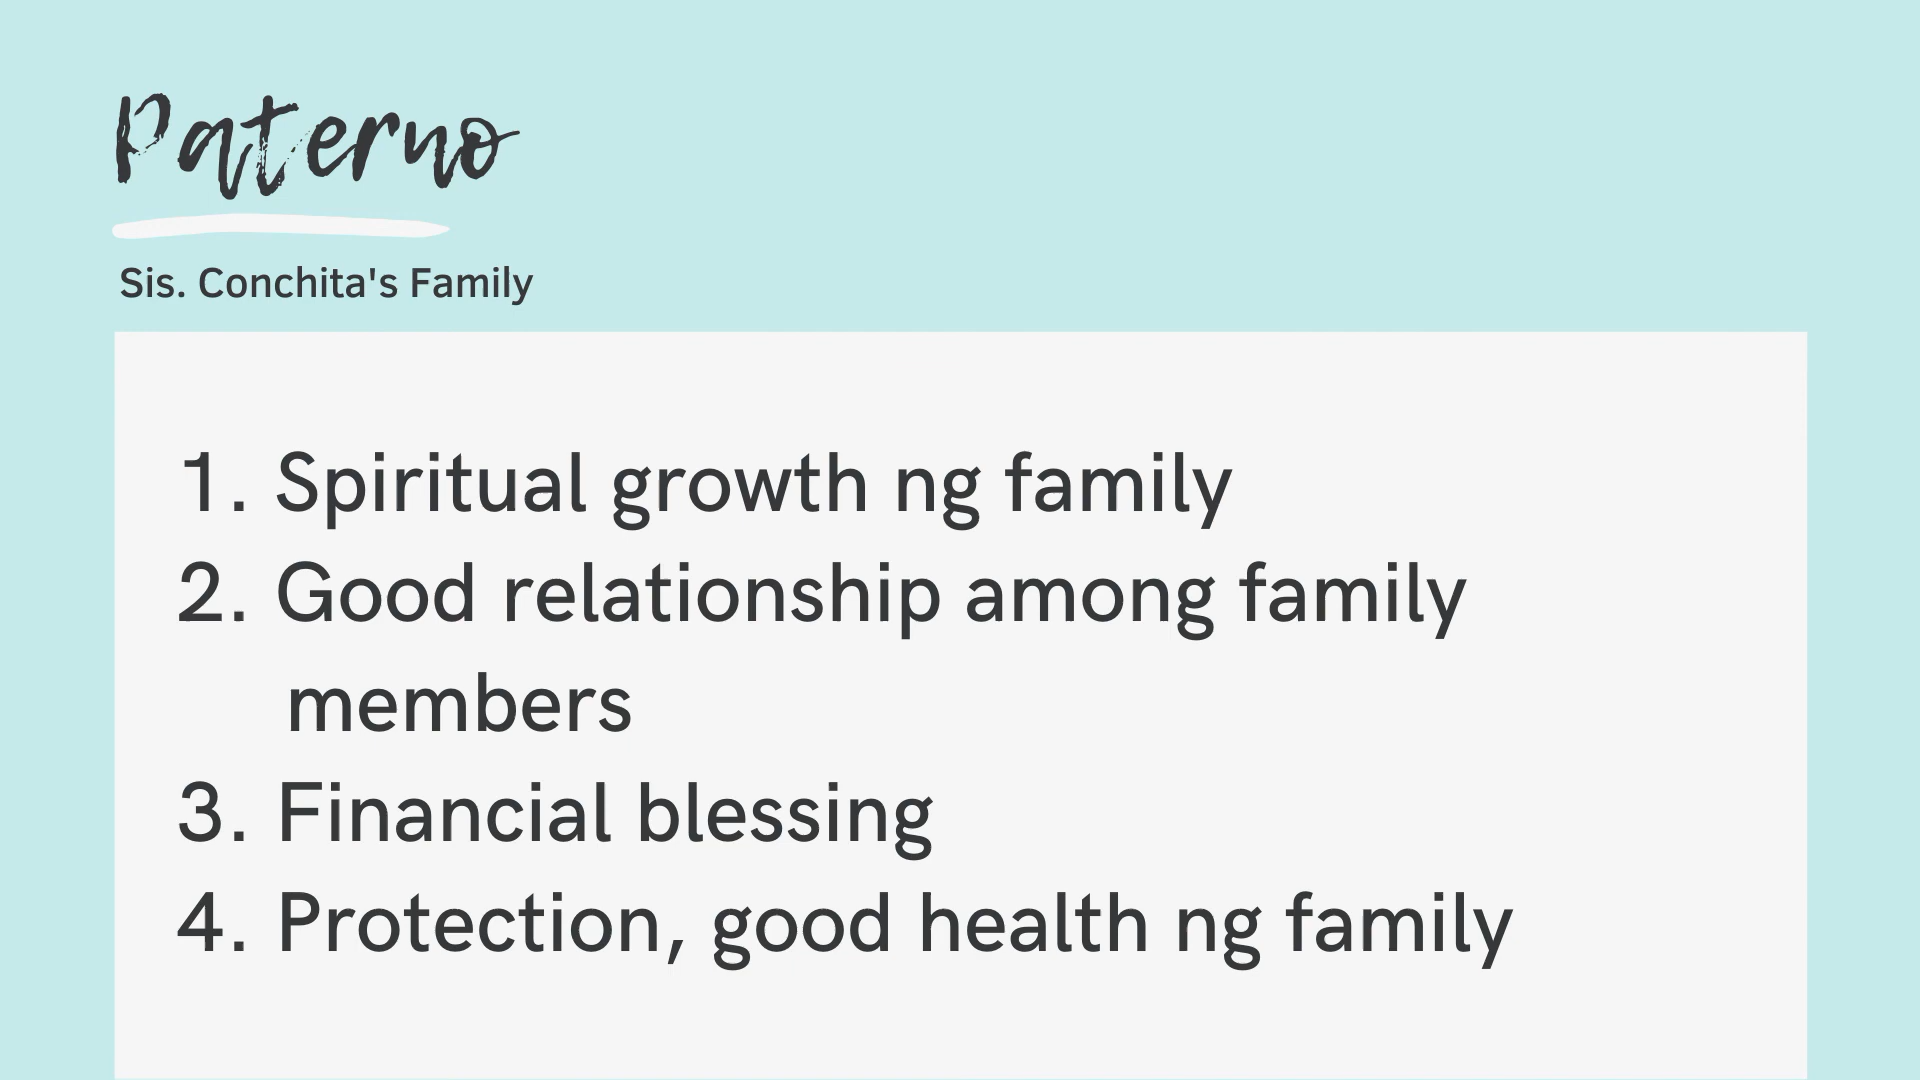 Paterno
Sis. Conchita's Family
1. Spiritual growth ng family
2. Good relationship among family
members
3. Financial blessing
4. Protection, good health ng family